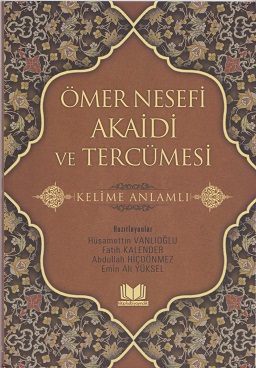 ÖMER NESEFİ
AKAİDİ
VE TERCÜMESİ
KELİME ANLAMLI
Hazırlayanlar
Hüsamettin VANLIOĞLU
Fatih KALENDER
Abdullah HİÇDÖNMEZ
Emin Ali YÜKSEL